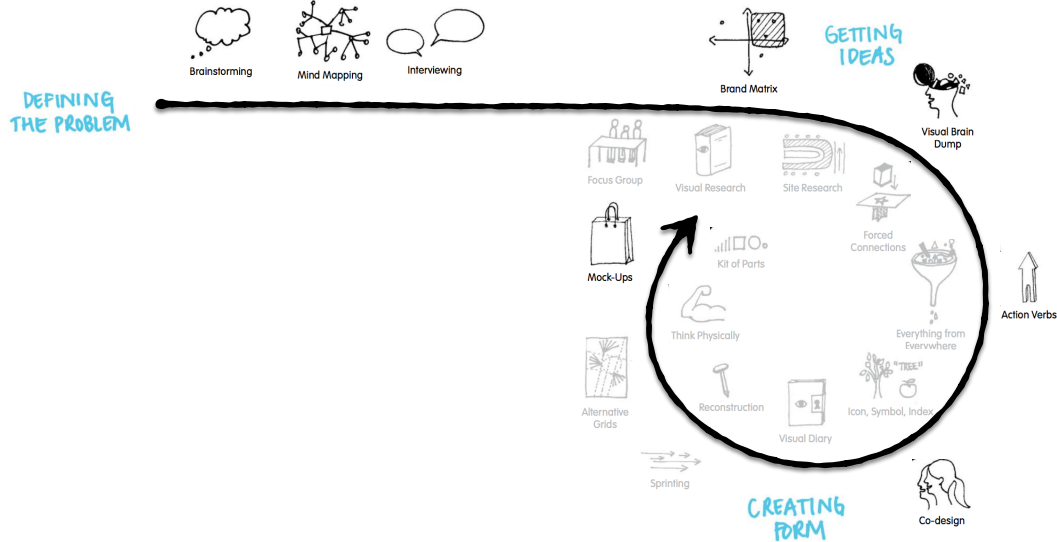 Brainstorming
Mind Mapping
Interviewing
Brand Matrix
GETTING
IDEAS
DEFINING
THE PROBLEM
Visual Brain
Dump
Focus Group
Visual Research
Site Research
Forced
Connections
Kit of Parts
Mock-Ups
Action Verbs
Think Physically
Everything from
Everywhere
"TREE"
Alternative
Grids
Reconstruction
Icon, Symbol, Index
Visual Diary
Sprinting
CREATING
FORM
Co-design